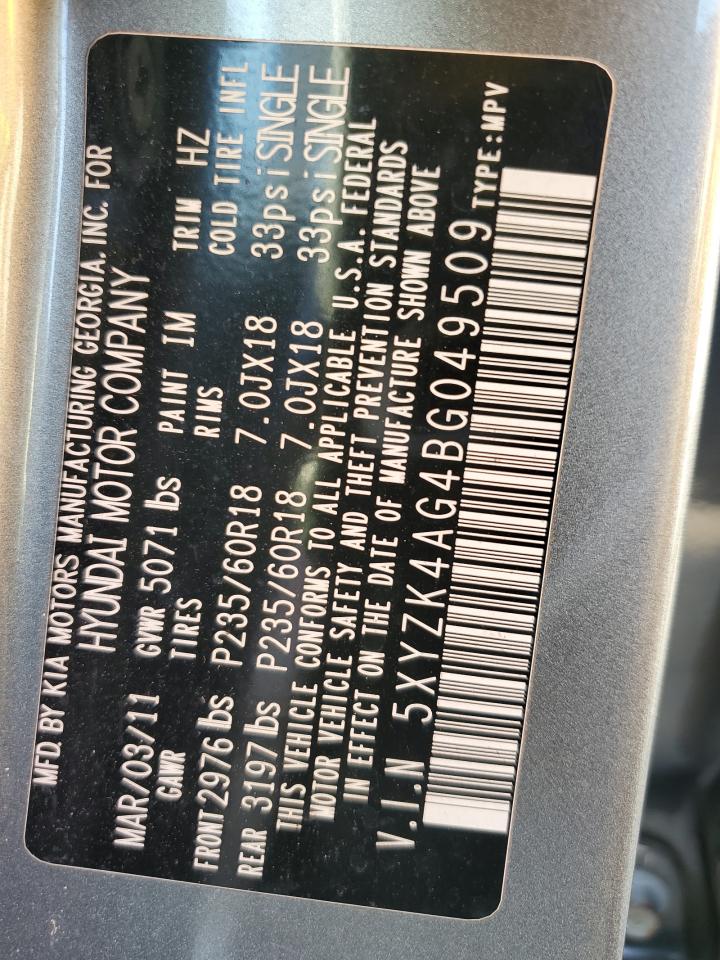 MFD. BY KIA MOTORS MANUFACTURING GEORGIA, INC. FOR
HYUNDAI MOTOR COMPANY
MAR/03/11 GVWR 5071 lbs PAINT IM TRIM HZ
GAWR TIRES RIMS COLD TIRE INFL
FRONT 2976 lbs P235/60R18 7.0JX18 33psi SINGLE
REAR 3197 lbs P235/60R18 7.0JX18 33psi SINGLE
THIS VEHICLE CONFORMS TO ALL APPLICABLE U.S.A. FEDERAL
MOTOR VEHICLE SAFETY AND THEFT PREVENTION STANDARDS
IN EFFECT ON THE DATE OF MANUFACTURE SHOWN ABOVE
V.I.N 5XYZK4AG4BG049509 TYPE:MPV